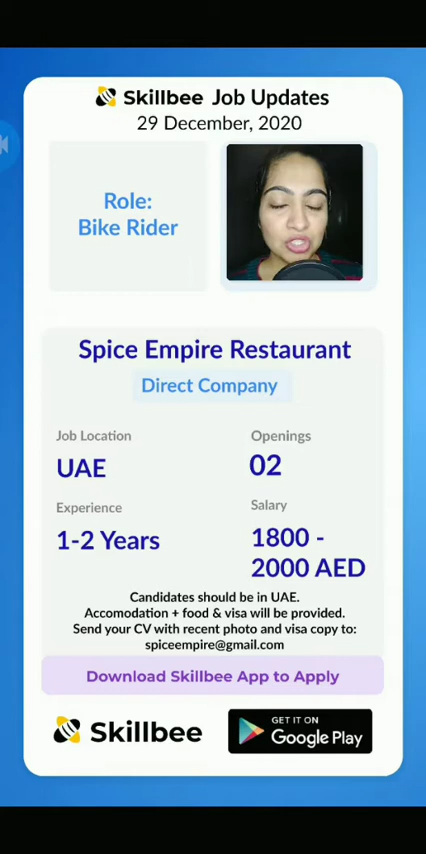 Skillbee Job Updates
29 December, 2020
Role:
Bike Rider
Spice Empire Restaurant
Direct Company
Job Location
UAE
Openings
02
Experience
1-2 Years
Salary
1800 -
2000 AED
Candidates should be in UAE.
Accomodation + food & visa will be provided.
Send your CV with recent photo and visa copy to:
spiceempire@gmail.com
Download Skillbee App to Apply
Skillbee
GET IT ON
Google Play